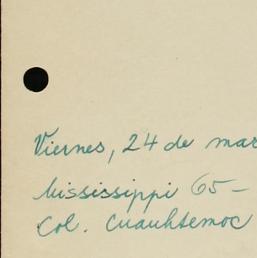 Viernes, 24 de mar
Mississippi 65-
Col. Cuauhtemoc